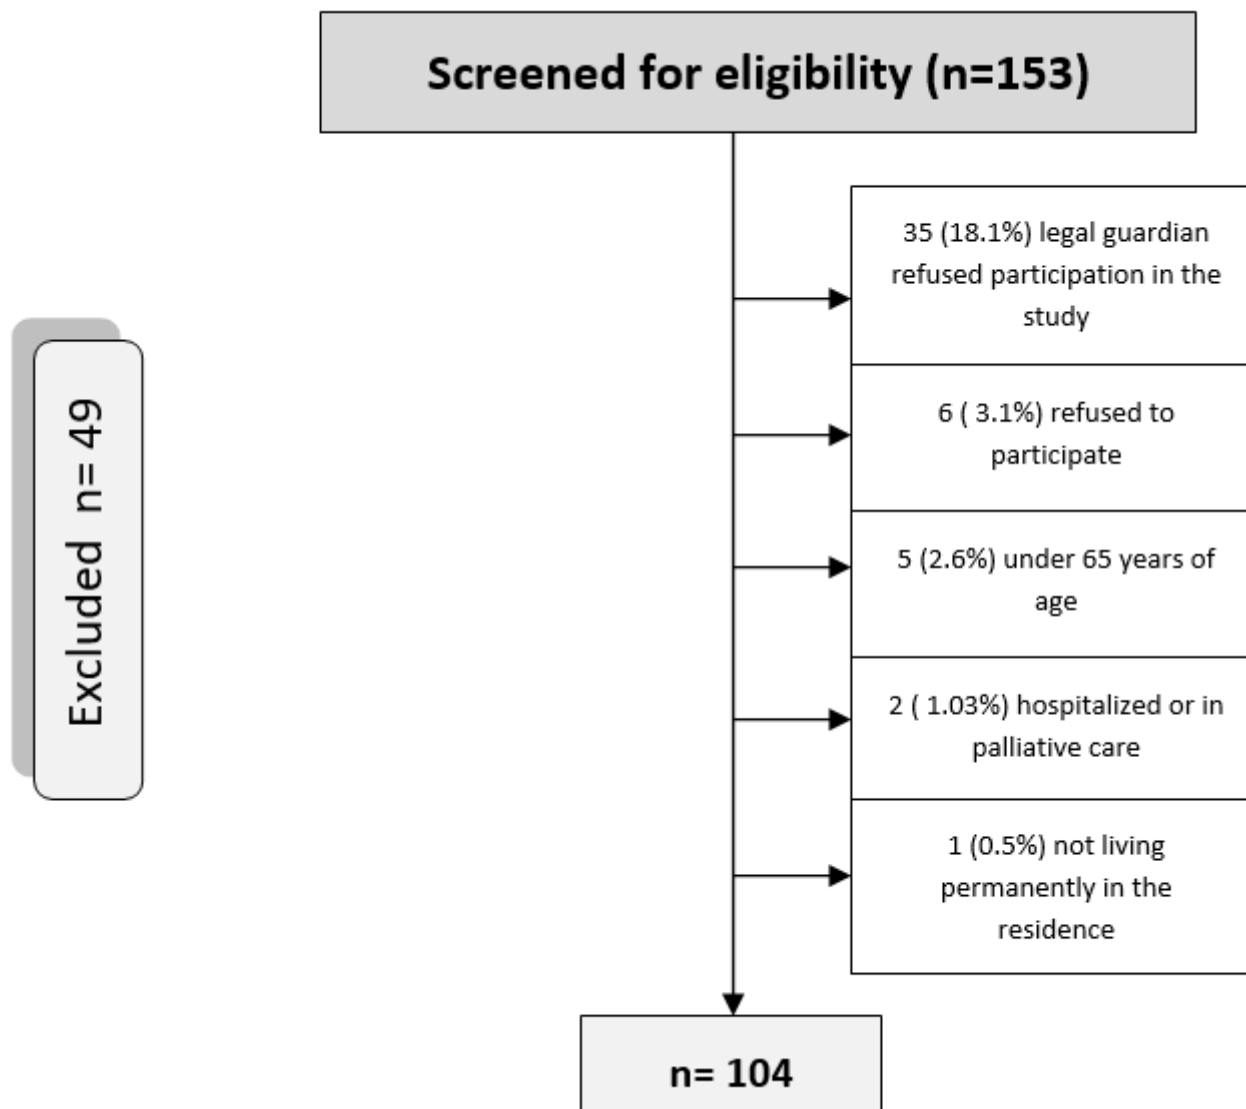 Screened for eligibility (n=153)
35 (18.1%) legal guardian
refused participation in the
study
6 ( 3.1%) refused to
participate
5 (2.6%) under 65 years of
age
2 ( 1.03%) hospitalized or in
palliative care
1 (0.5%) not living
permanently in the
residence
Excluded  n= 49
n= 104